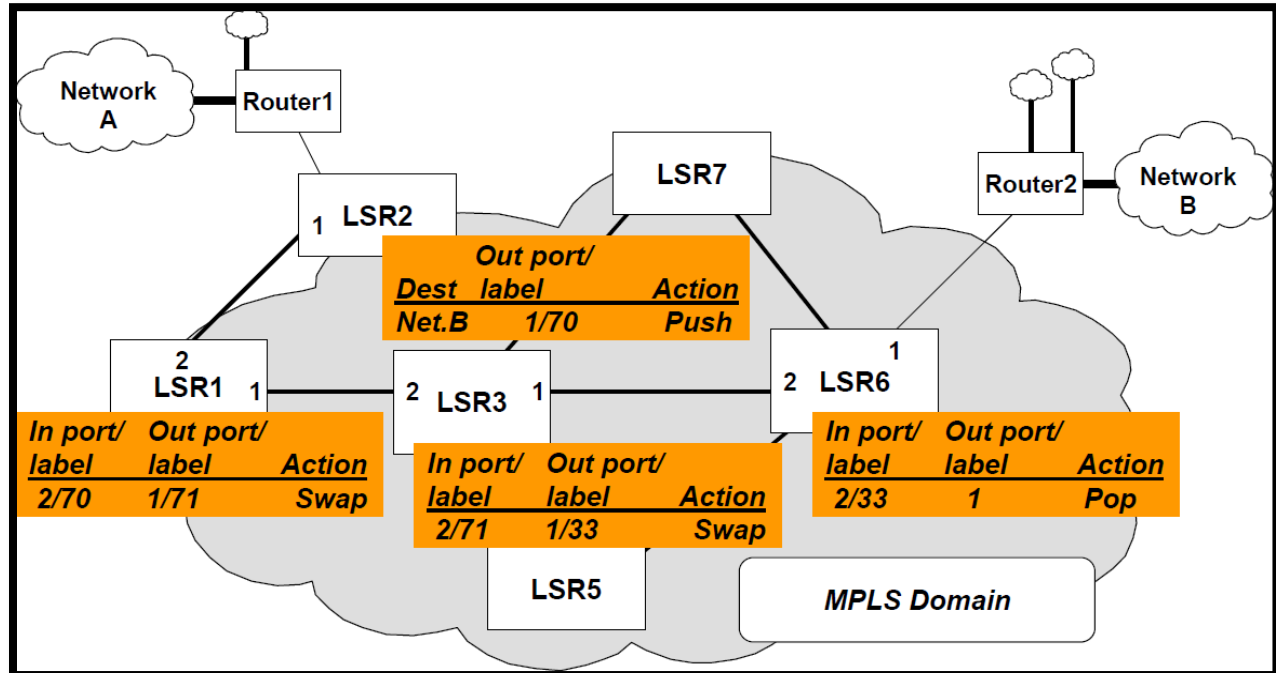 Network
A
Router1
LSR7
Router2
Network
B
LSR2
1
Out port/
Dest label Action
Net.B 1/70 Push
2
LSR1 1
2 LSR3 1
1
2 LSR6
In port/ Out port/
label label Action
2/70 1/71 Swap
In port/ Out port/
label label Action
2/71 1/33 Swap
In port/ Out port/
label label Action
2/33 1 Pop
LSR5
MPLS Domain